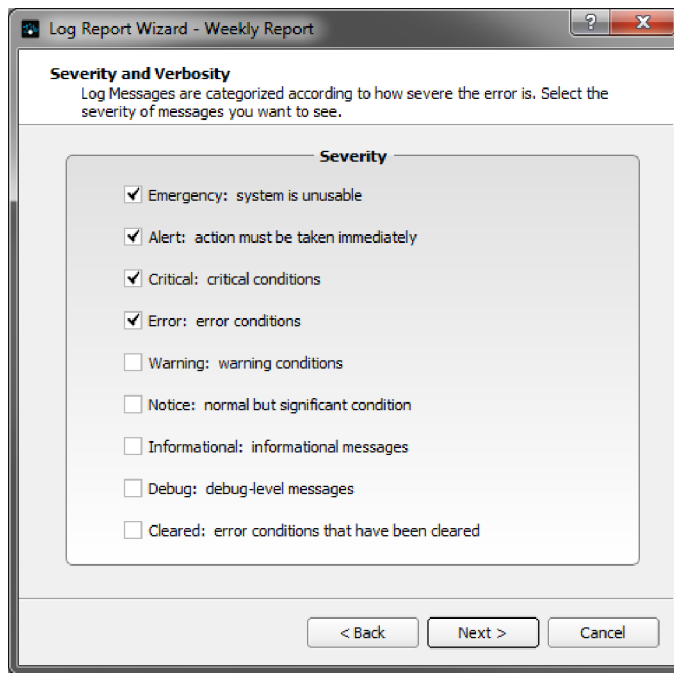 Log Report Wizard - Weekly Report
?
X
Severity and Verbosity
Log Messages are categorized according to how severe the error is. Select the
severity of messages you want to see.
Severity
Emergency: system is unusable
Alert: action must be taken immediately
Critical: critical conditions
Error: error conditions
Warning: warning conditions
Notice: normal but significant condition
Informational: informational messages
Debug: debug-level messages
Cleared: error conditions that have been cleared
< Back
Next >
Cancel